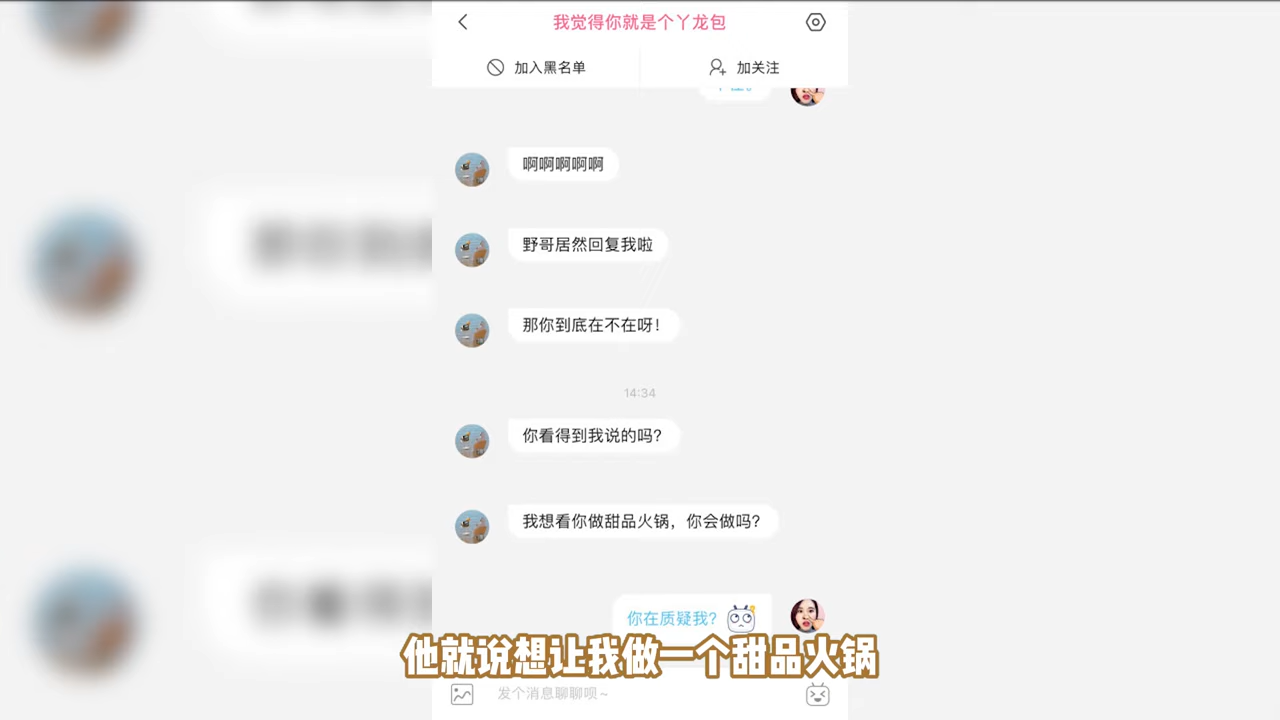 我觉得你就是个丫龙包
加入黑名单
加关注
啊啊啊啊啊
野哥居然回复我啦
那你到底在不在呀！
14:34
你看得到我说的吗？
我想看你做甜品火锅，你会做吗？
你在质疑我？
他就说想让我做一个甜品火锅
发个消息聊聊呗～